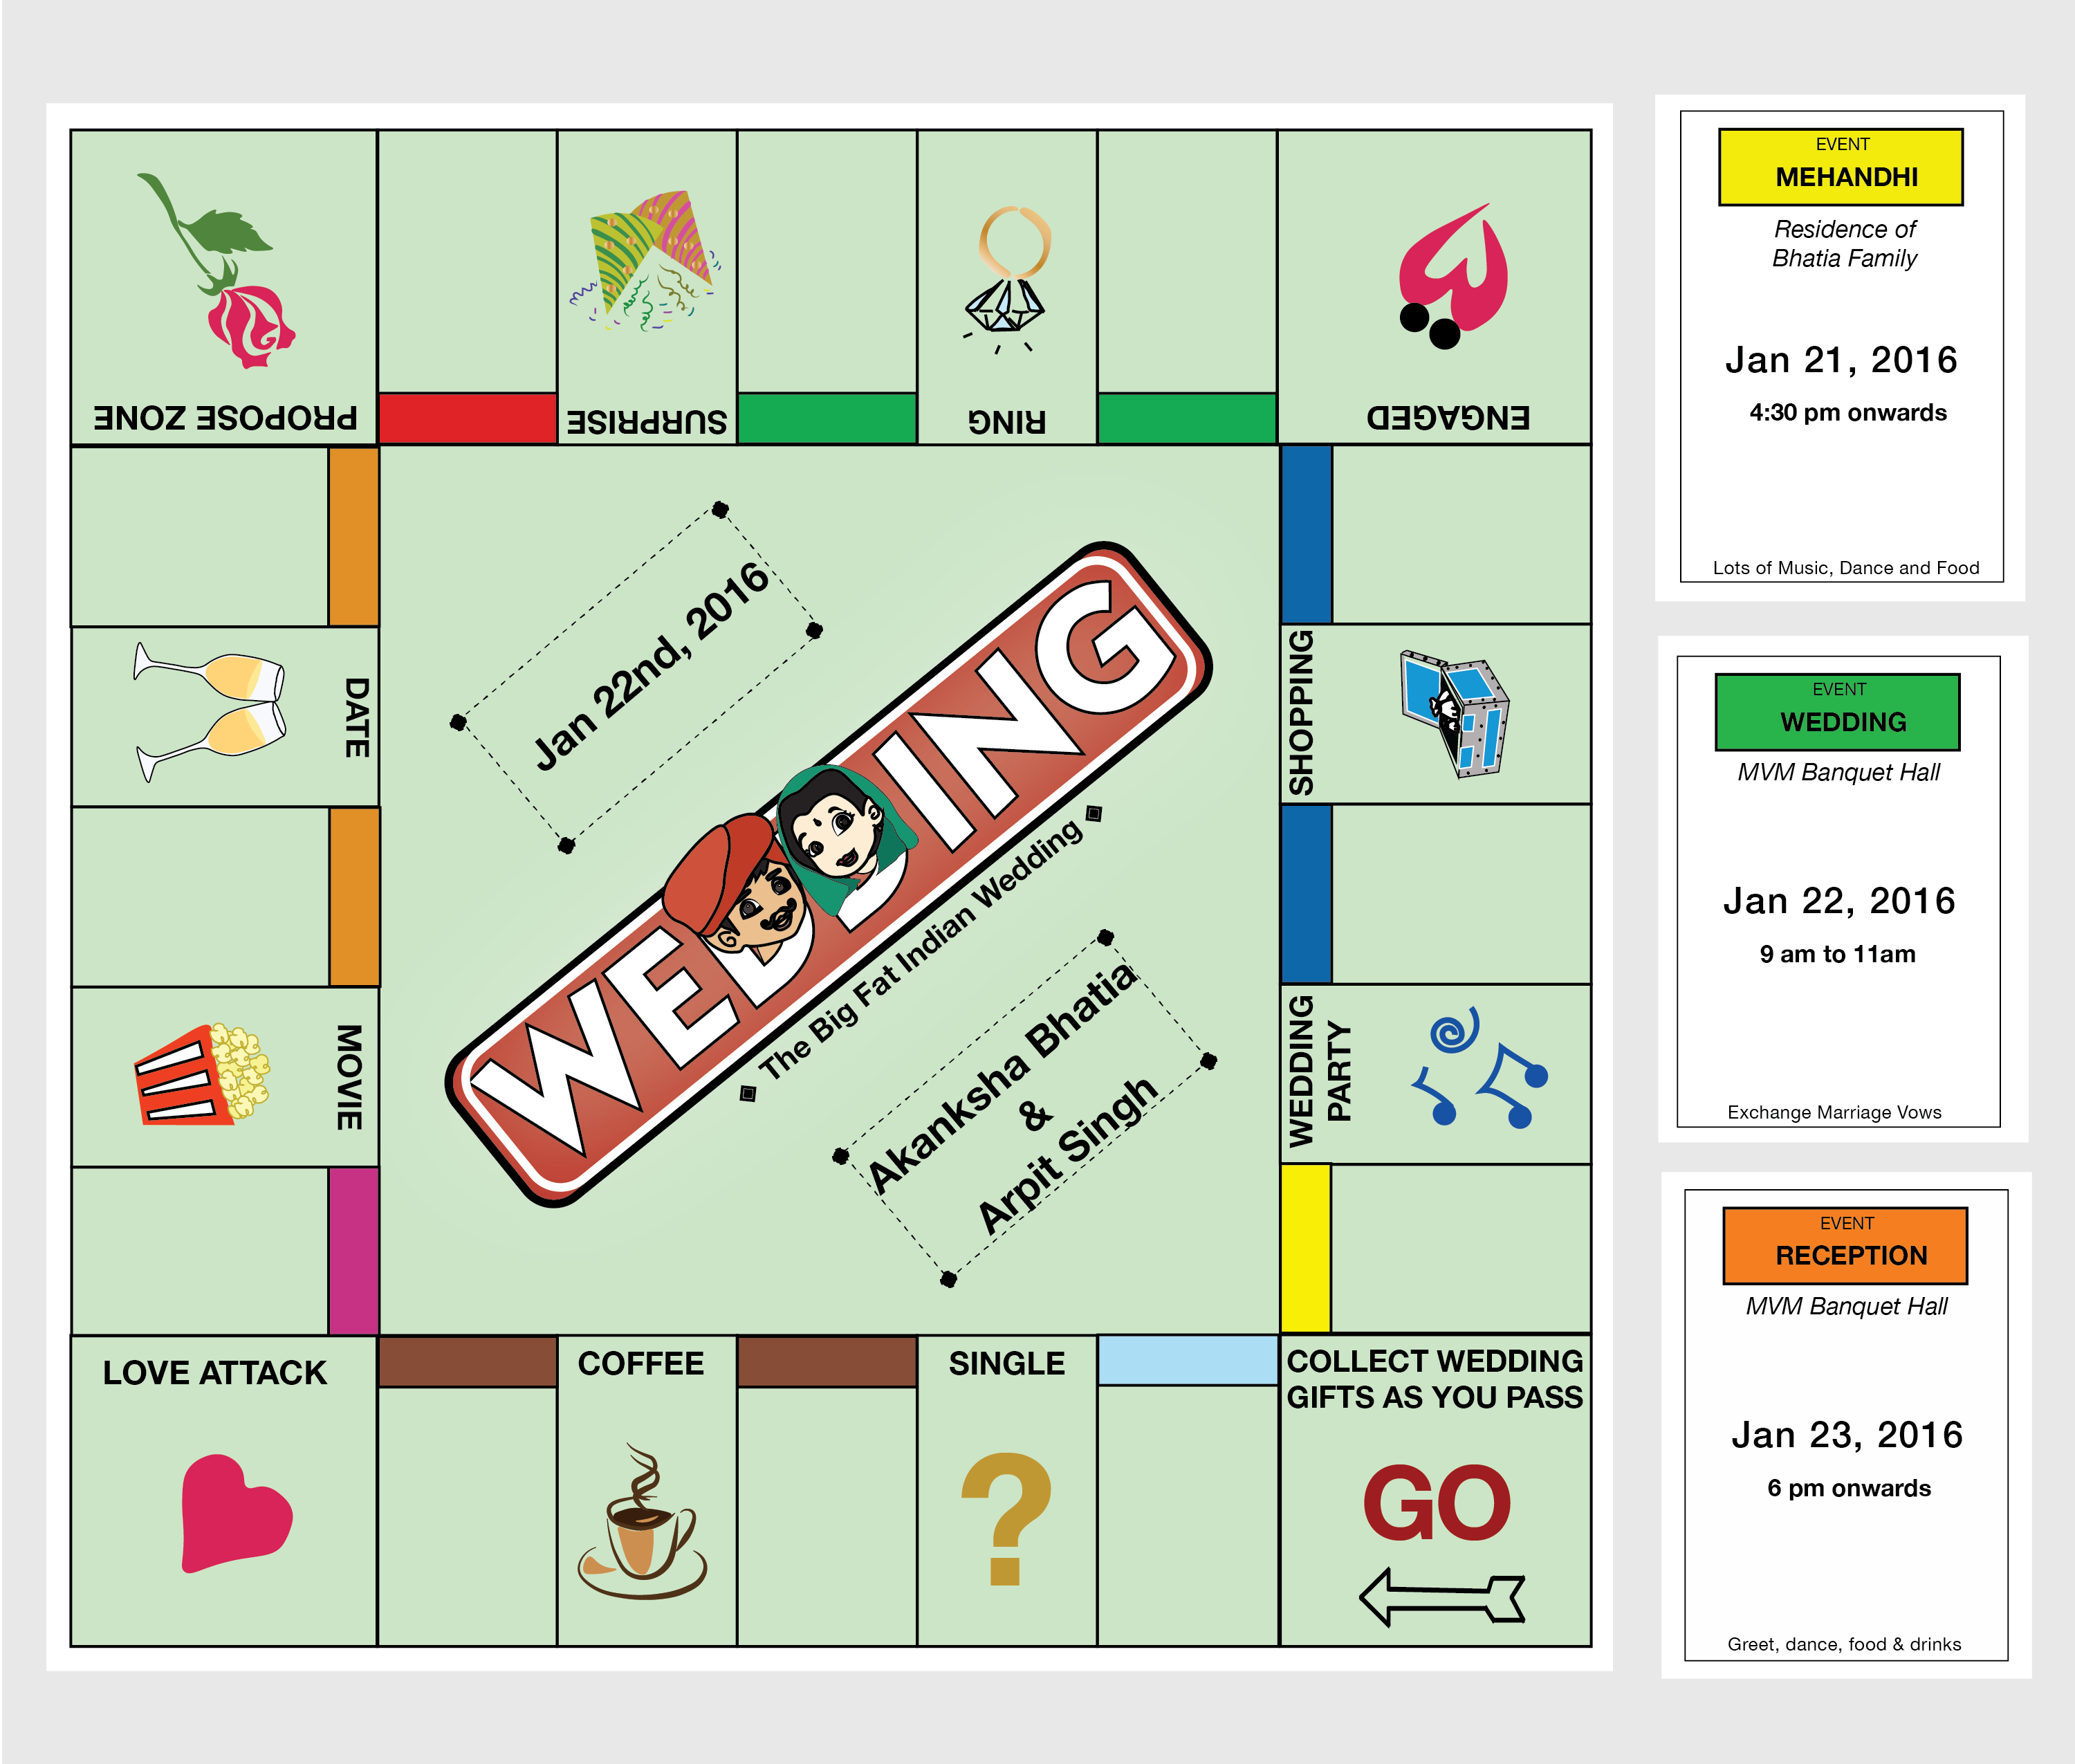 PROPOSE ZONE
SURPRISE
RING
ENGAGED
DATE
MOVIE
SHOPPING
WEDDING
PARTY
Jan 22nd, 2016
WEDDING
The Big Fat Indian Wedding
Akanksha Bhatia
&
Arpit Singh
LOVE ATTACK
COFFEE
SINGLE
?
COLLECT WEDDING
GIFTS AS YOU PASS
GO
EVENT
MEHANDHI
Residence of
Bhatia Family
Jan 21, 2016
4:30 pm onwards
Lots of Music, Dance and Food
EVENT
WEDDING
MVM Banquet Hall
Jan 22, 2016
9 am to 11am
Exchange Marriage Vows
EVENT
RECEPTION
MVM Banquet Hall
Jan 23, 2016
6 pm onwards
Greet, dance, food & drinks